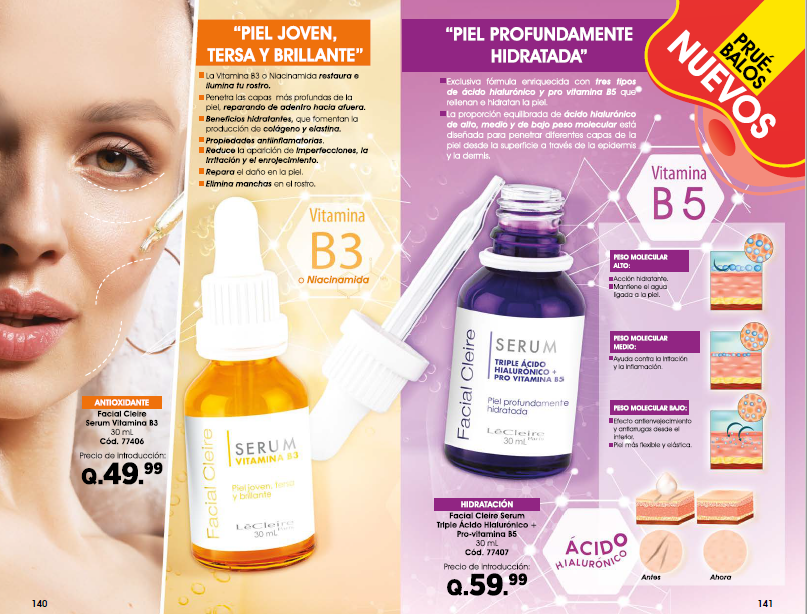 “PIEL JOVEN,
TERSA Y BRILLANTE”
La Vitamina B3 o Niacinamida restaura e
ilumina tu rostro.
Penetra las capas más profundas de la
piel, reparando de adentro hacia afuera.
Beneficios hidratantes, que fomentan la
producción de colágeno y elastina.
Propiedades antiinflamatorias.
Reduce la aparición de imperfecciones, la
irritación y el enrojecimiento.
Repara el daño en la piel.
Elimina manchas en el rostro.
Vitamina
B3
o Niacinamida
Facial Cleire
SERUM
VITAMINA B3
Piel joven, tersa
y brillante
LēCleire
30 mL
ANTIOXIDANTE
Facial Cleire
Serum Vitamina B3
30 mL
Cód. 77406
Precio de Introducción:
Q.49.99
140
“PIEL PROFUNDAMENTE
HIDRATADA”
Exclusiva fórmula enriquecida con tres tipos
de ácido hialurónico y pro vitamina B5 que
rellenan e hidratan la piel.
La proporción equilibrada de ácido hialurónico
de alto, medio y de bajo peso molecular está
diseñada para penetrar diferentes capas de la
piel desde la superficie a través de la epidermis
y la dermis.
PRUÉ-
BALOS
NUEVOS
Vitamina
B5
Facial Cleire
SERUM
TRIPLE ÁCIDO
HIALURÓNICO +
PRO VITAMINA B5
Piel profundamente
hidratada
LēCleire
30 mL
PESO MOLECULAR
ALTO:
Acción hidratante.
Mantiene el agua
ligada a la piel.
PESO MOLECULAR
MEDIO:
Ayuda contra la irritación
y la inflamación.
PESO MOLECULAR BAJO:
Efecto antienvejecimiento
y antiarrugas desde el
interior.
Piel más flexible y elástica.
HIDRATACIÓN
Facial Cleire Serum
Triple Ácido Hialurónico +
Pro-vitamina B5
30 mL
Cód. 77407
Precio de Introducción:
Q.59.99
ÁCIDO
HIALURÓNICO
Antes
Ahora
141